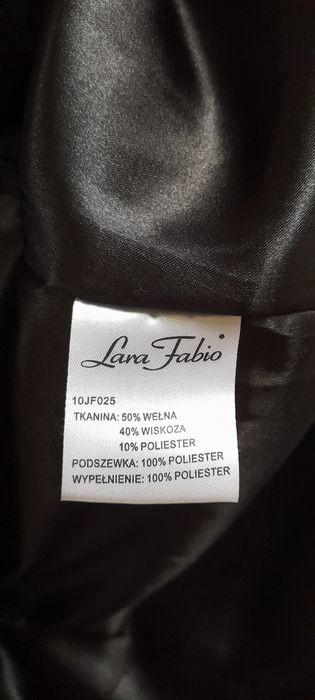 Lara Fabio
10JF025
TKANINA: 50% WEŁNA
40% WISKOZA
10% POLIESTER
PODSZEWKA: 100% POLIESTER
WYPEŁNIENIE: 100% POLIESTER